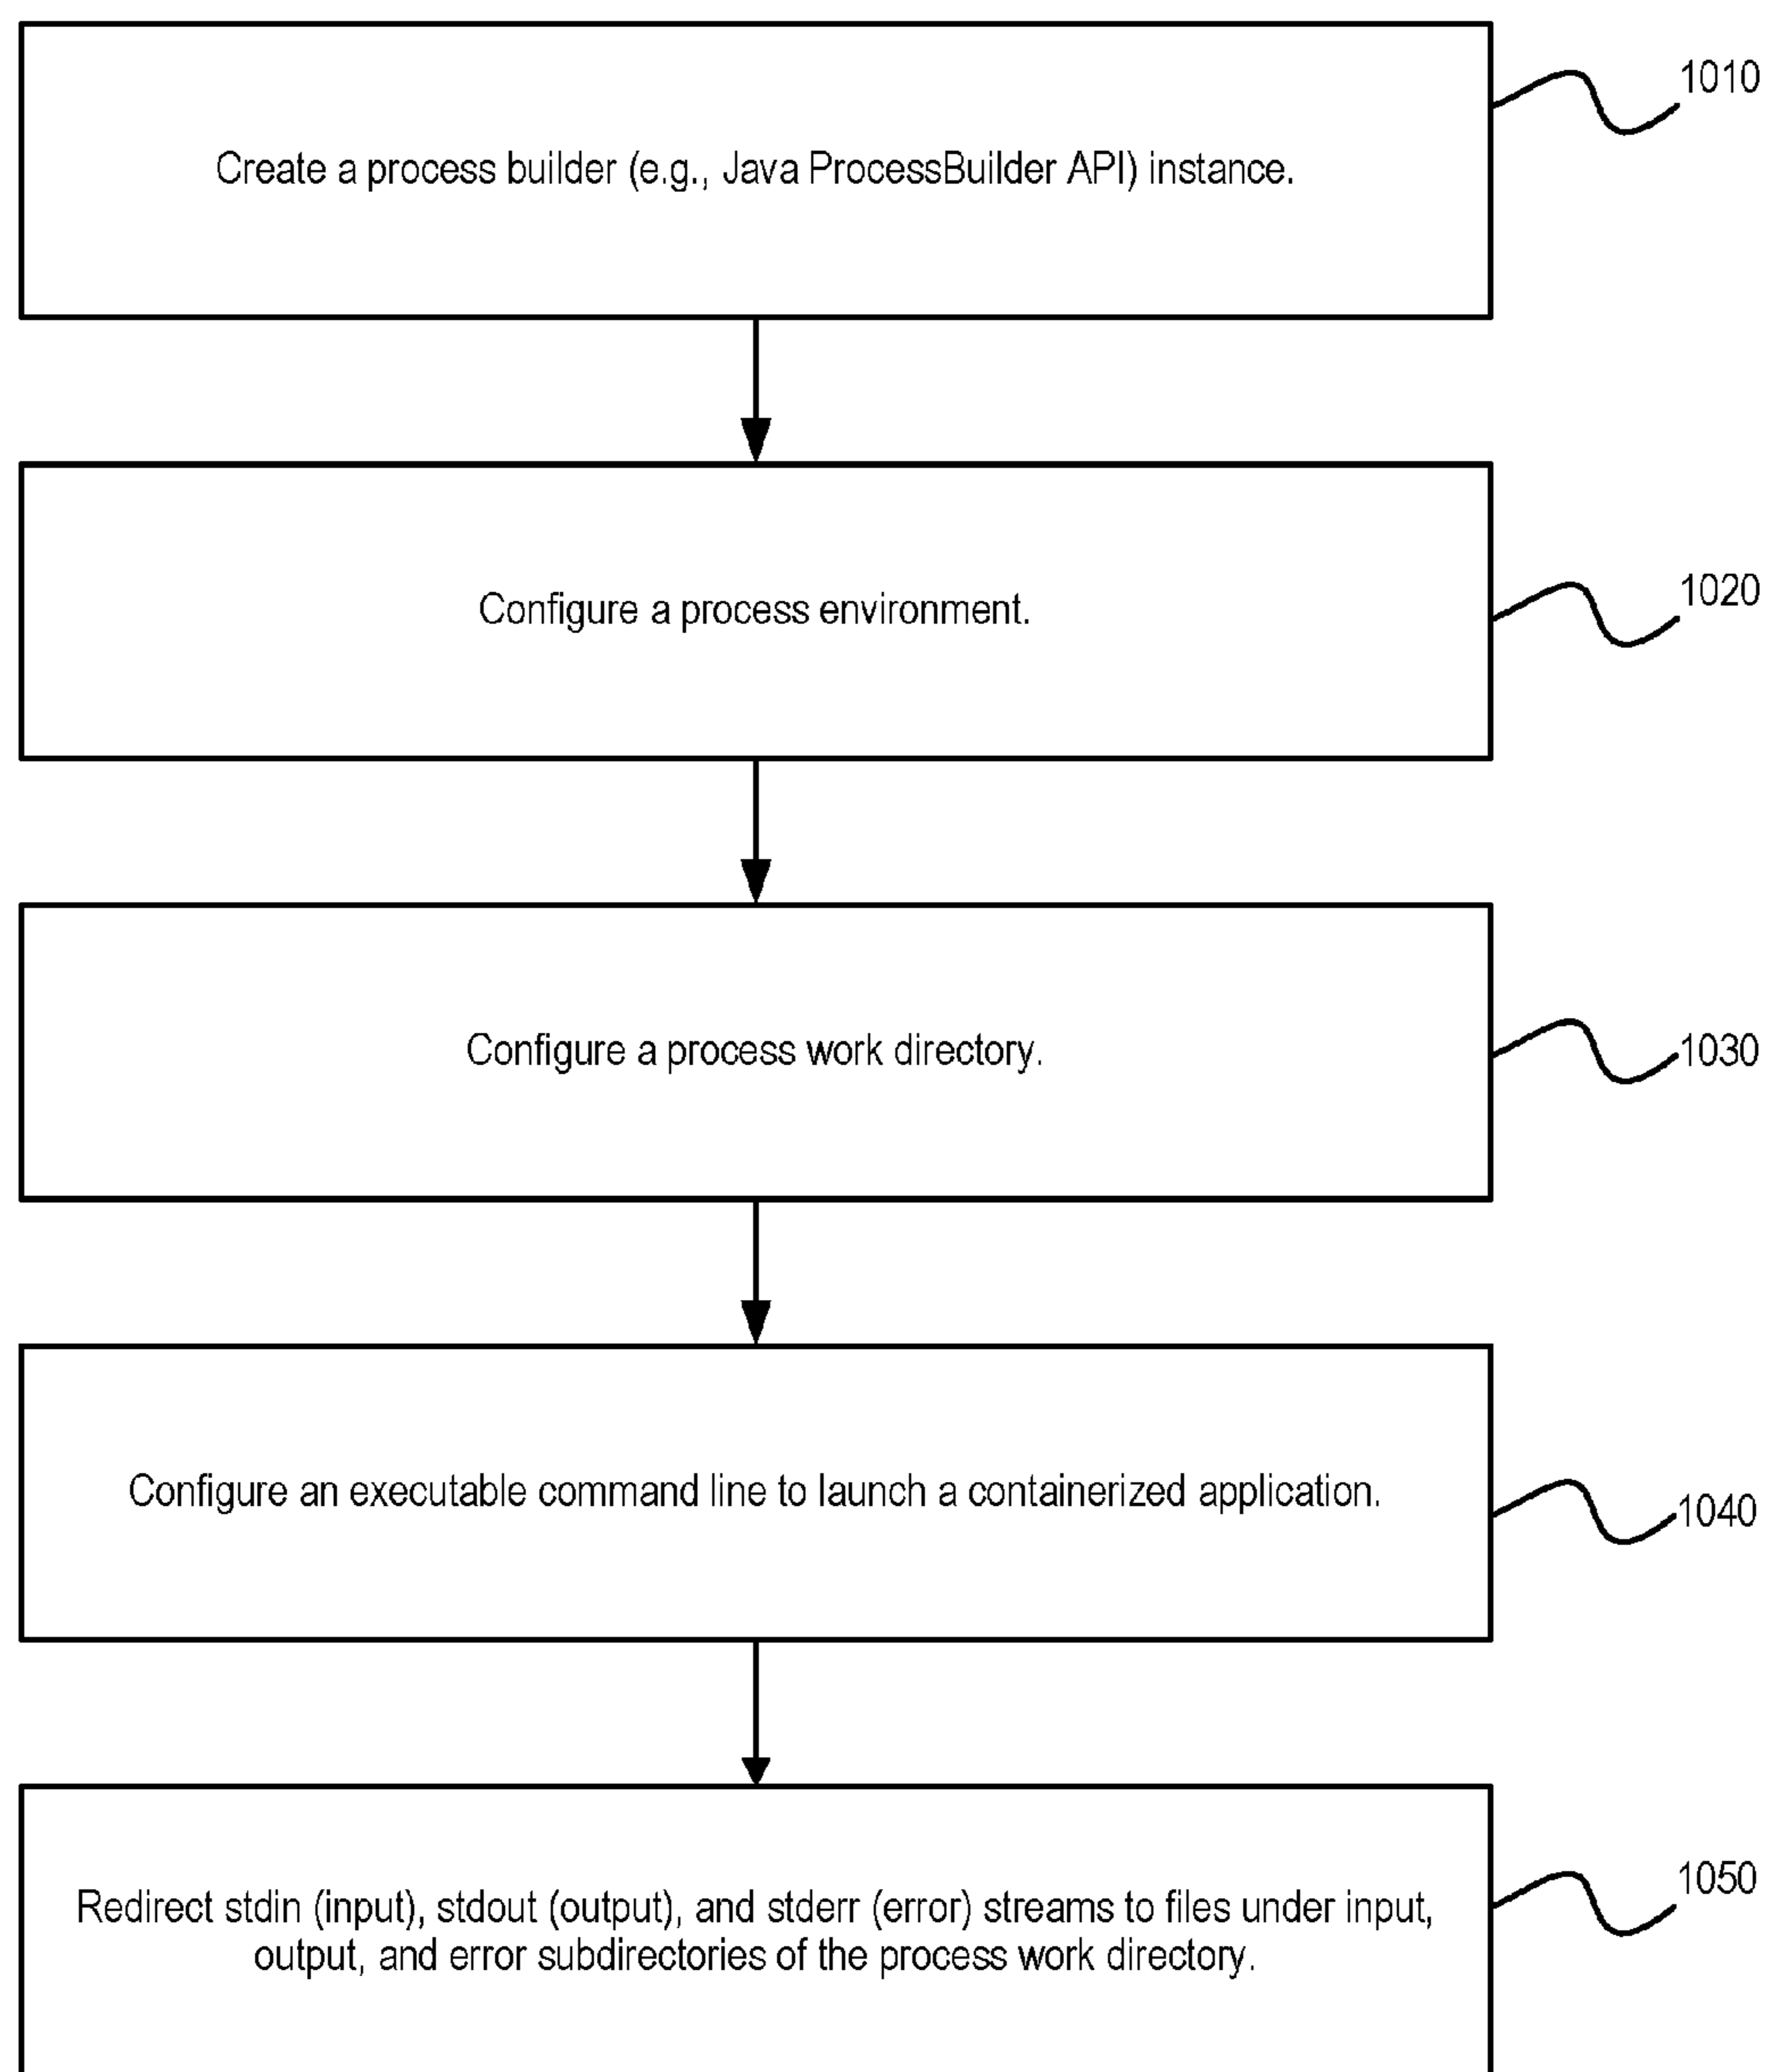 1010
Create a process builder (e.g., Java ProcessBuilder API) instance.
1020
Configure a process environment.
1030
Configure a process work directory.
1040
Configure an executable command line to launch a containerized application.
1050
Redirect stdin (input), stdout (output), and stderr (error) streams to files under input,
output, and error subdirectories of the process work directory.